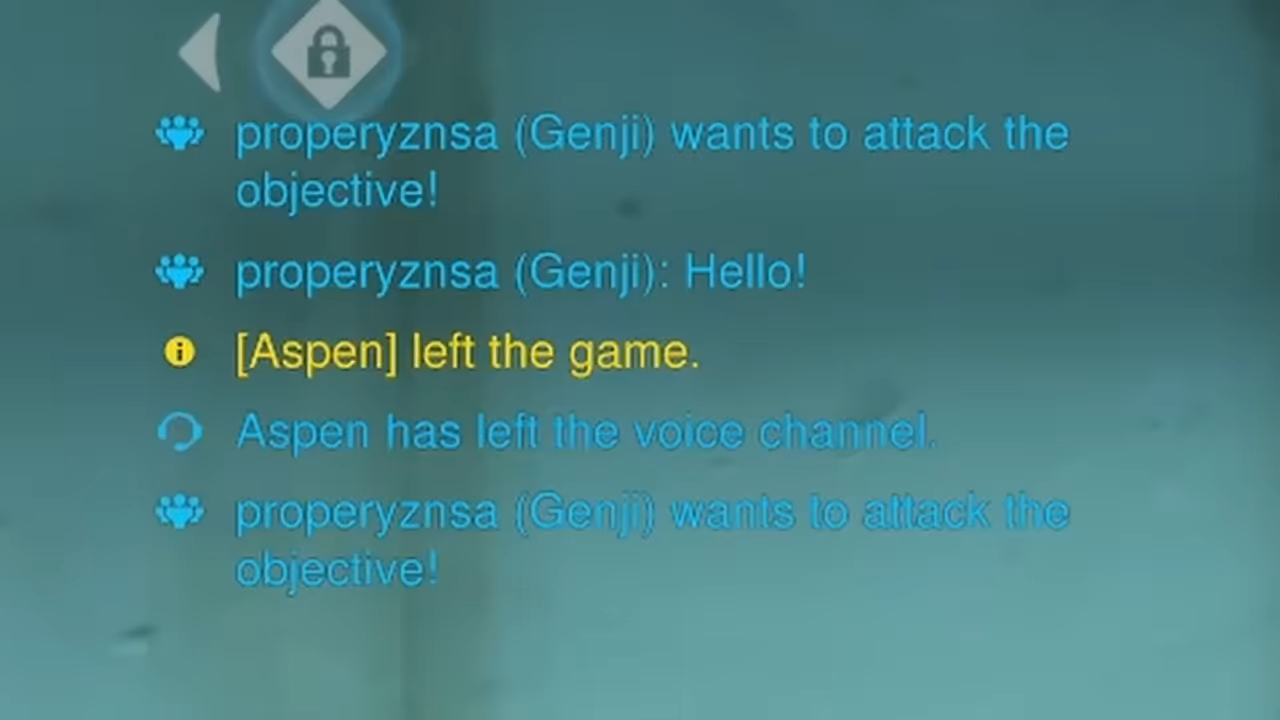 properyznsa (Genji) wants to attack the
objective!
properyznsa (Genji): Hello!
[Aspen] left the game.
Aspen has left the voice channel.
properyznsa (Genji) wants to attack the
objective!